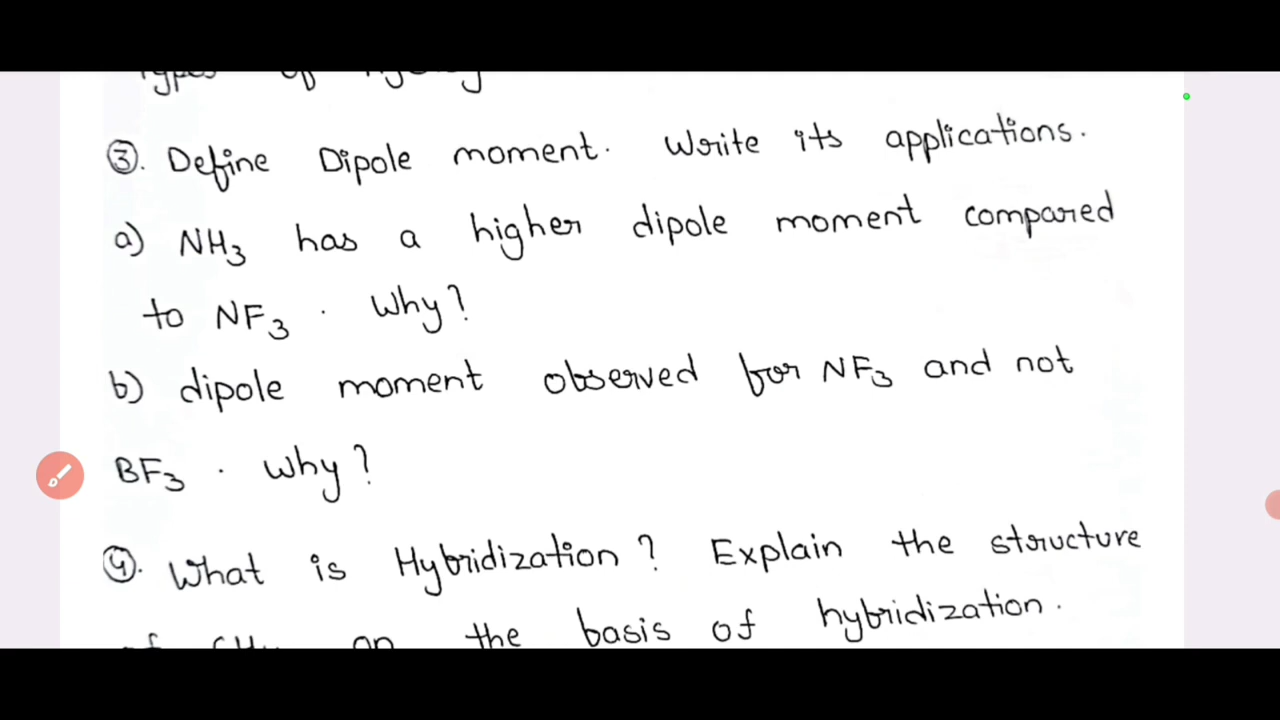 ③. Define Dipole moment. Write its applications.
a) NH₃ has a higher dipole moment compared
to NF₃. Why?
b) dipole moment observed for NF₃ and not
BF₃. Why?
④. What is Hybridization? Explain the structure
on the basis of hybridization.